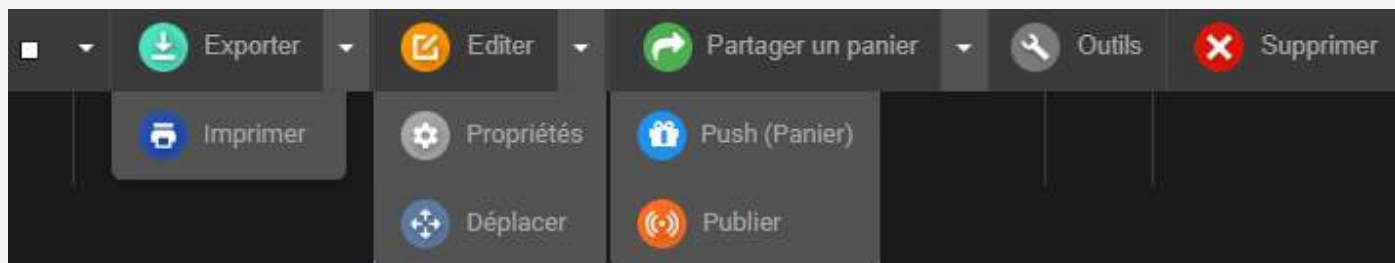 Exporter Editer Partager un panier Outils Supprimer
Imprimer Propriétés Push (Panier)
Déplacer Publier